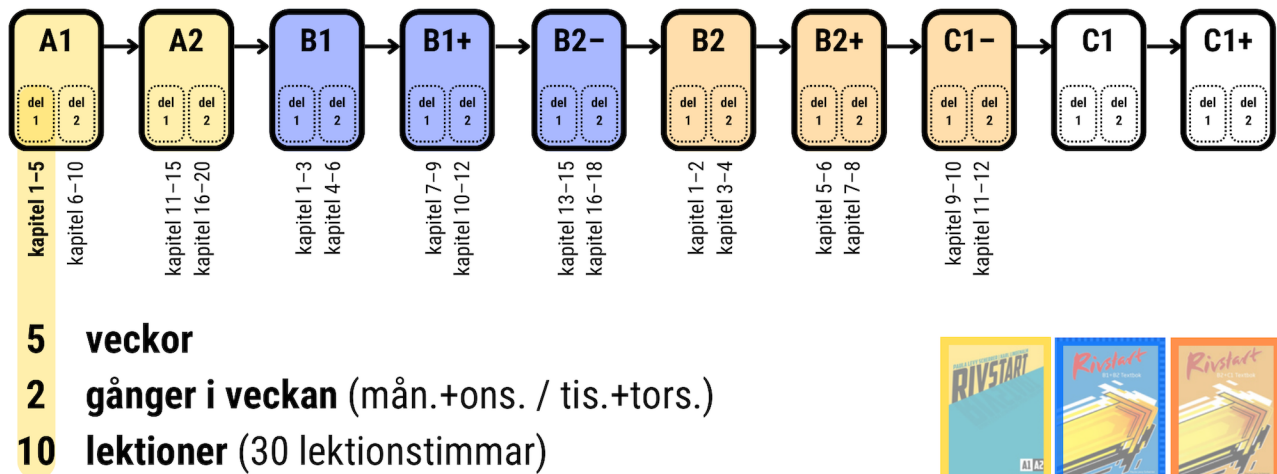 A1 A2 B1 B1+ B2− B2 B2+ C1− C1 C1+
del 1 del 2 del 1 del 2 del 1 del 2 del 1 del 2 del 1 del 2 del 1 del 2 del 1 del 2 del 1 del 2 del 1 del 2 del 1 del 2
kapitel 1–5
kapitel 6–10
kapitel 11–15
kapitel 16–20
kapitel 1–3
kapitel 4–6
kapitel 7–9
kapitel 10–12
kapitel 13–15
kapitel 16–18
kapitel 1–2
kapitel 3–4
kapitel 5–6
kapitel 7–8
kapitel 9–10
kapitel 11–12
5 veckor
2 gånger i veckan (mån.+ons. / tis.+tors.)
10 lektioner (30 lektionstimmar)
RIVSTART
A1 A2
Rivstart
B1+B2 Textbok
Rivstart
Textbok